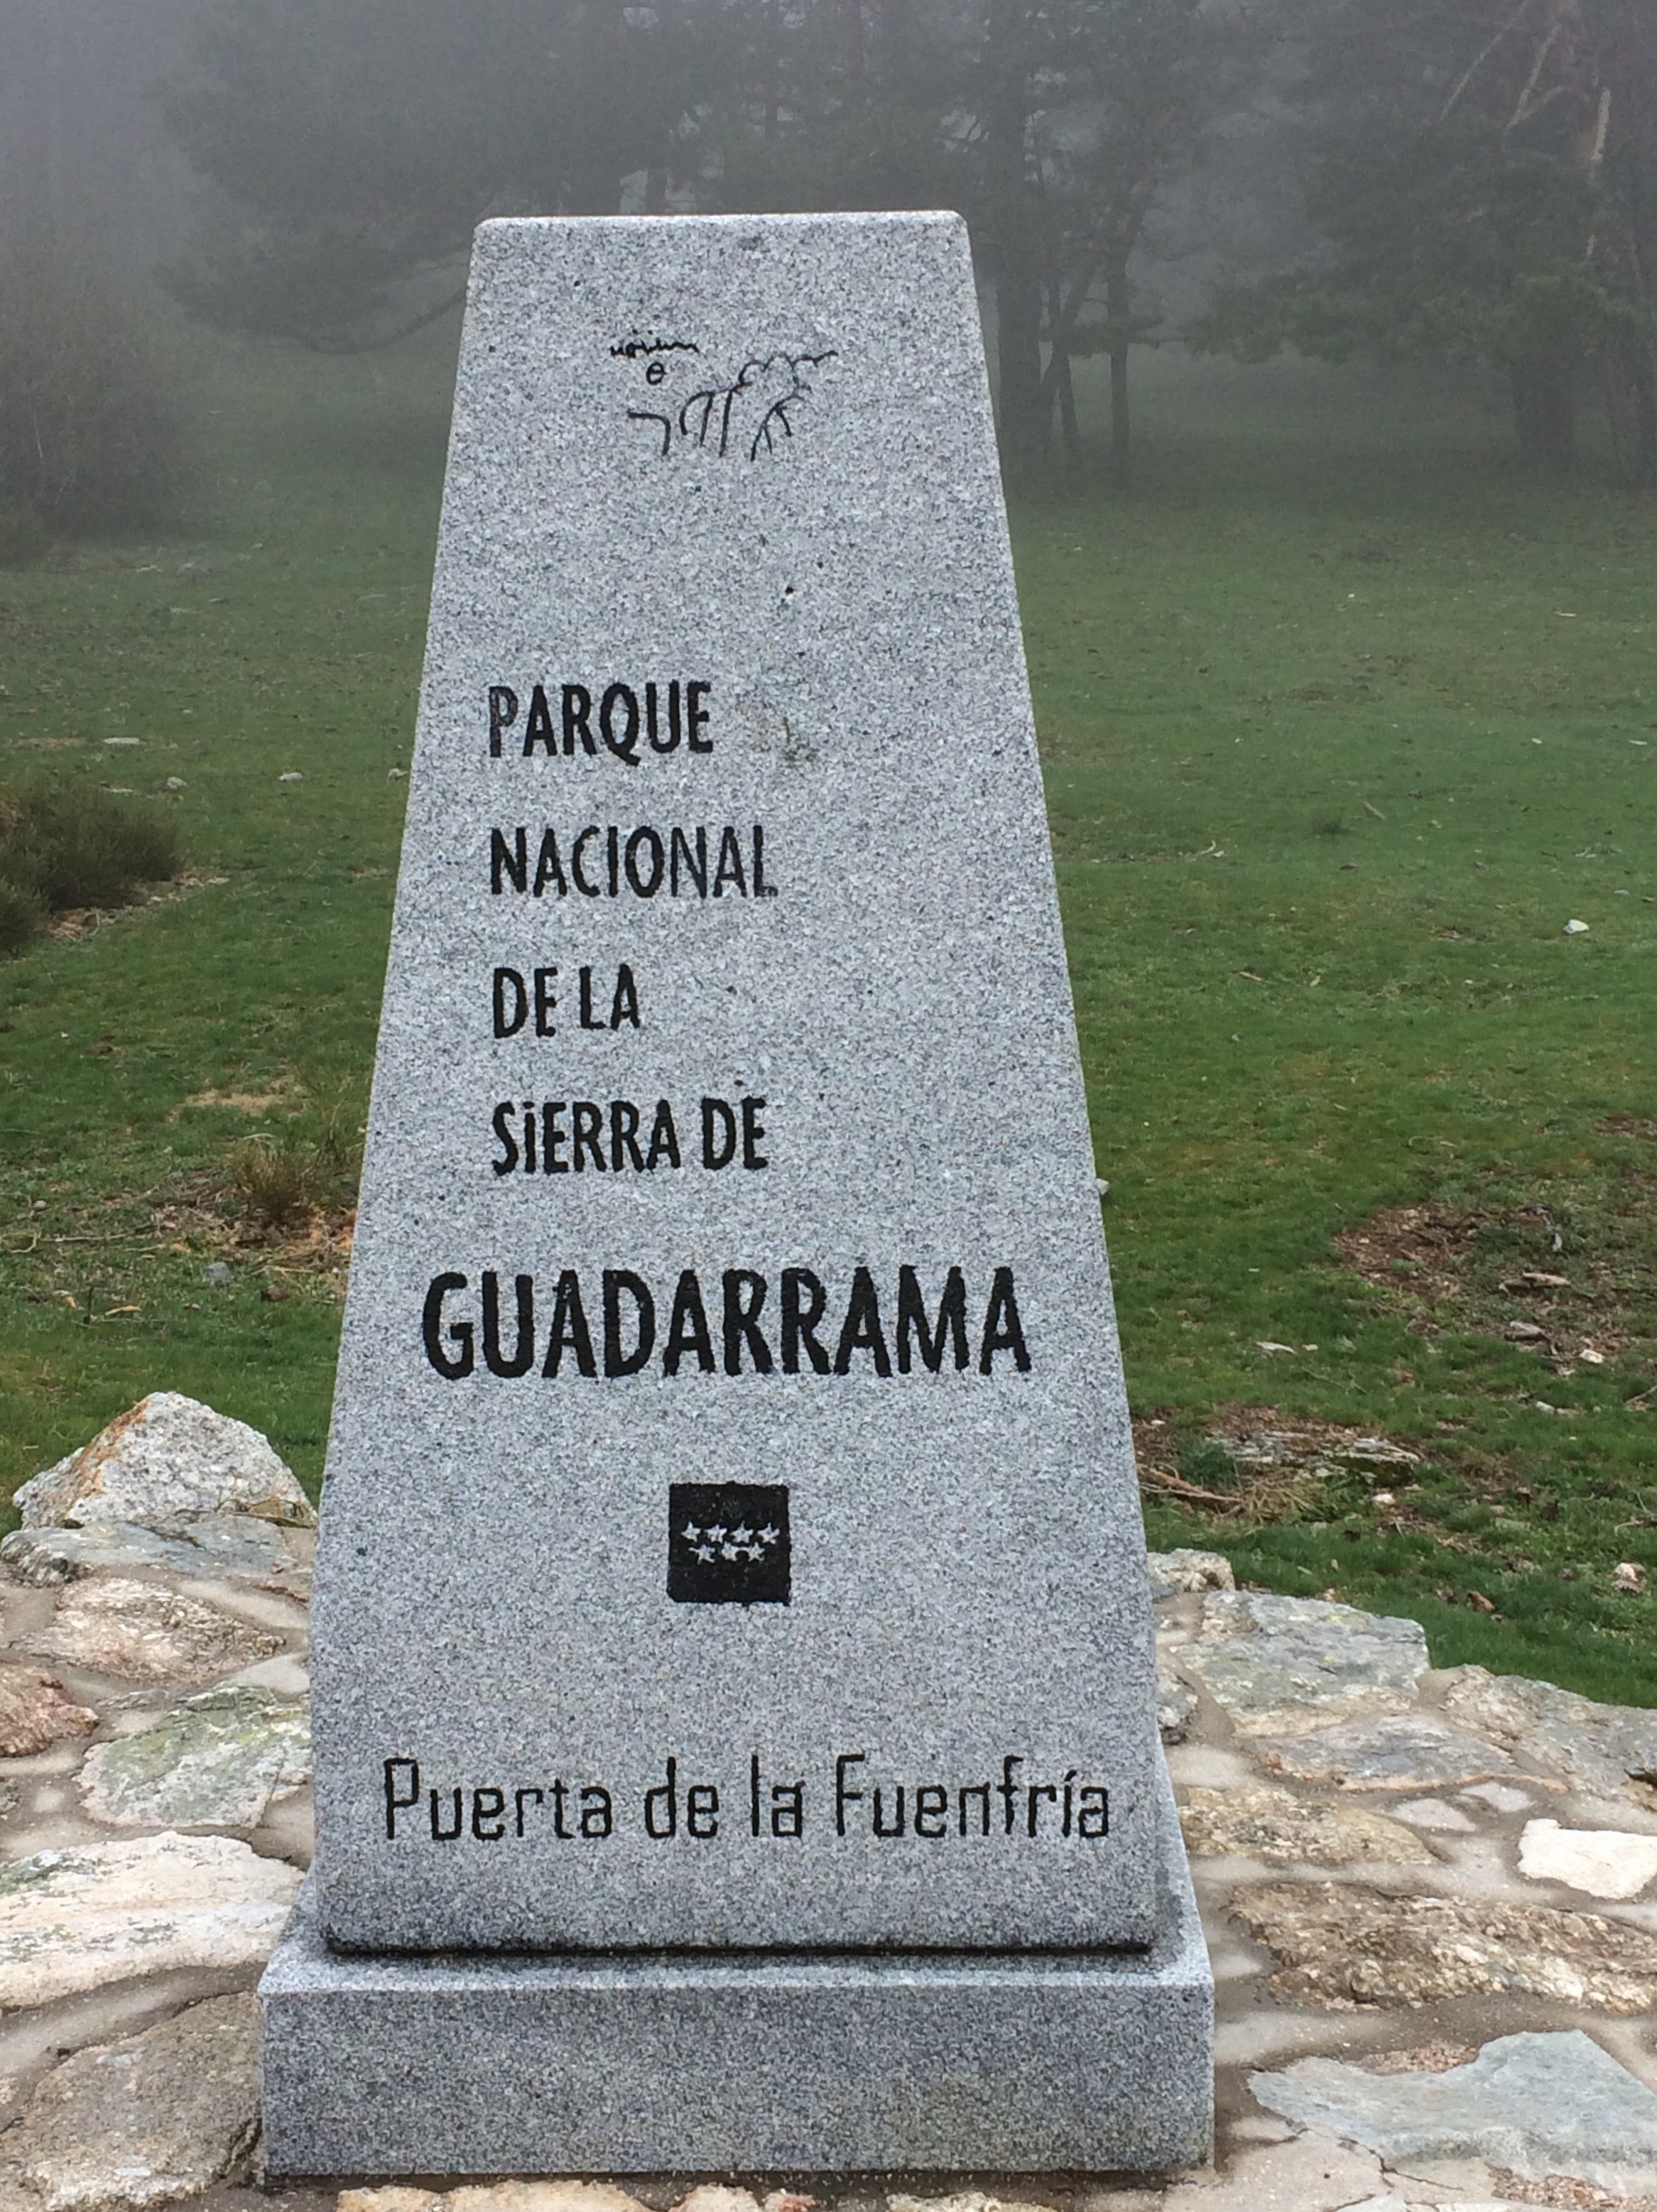 PARQUE
NACIONAL
DE LA
SiERRA DE
GUADARRAMA
Puerta de la Fuenfría